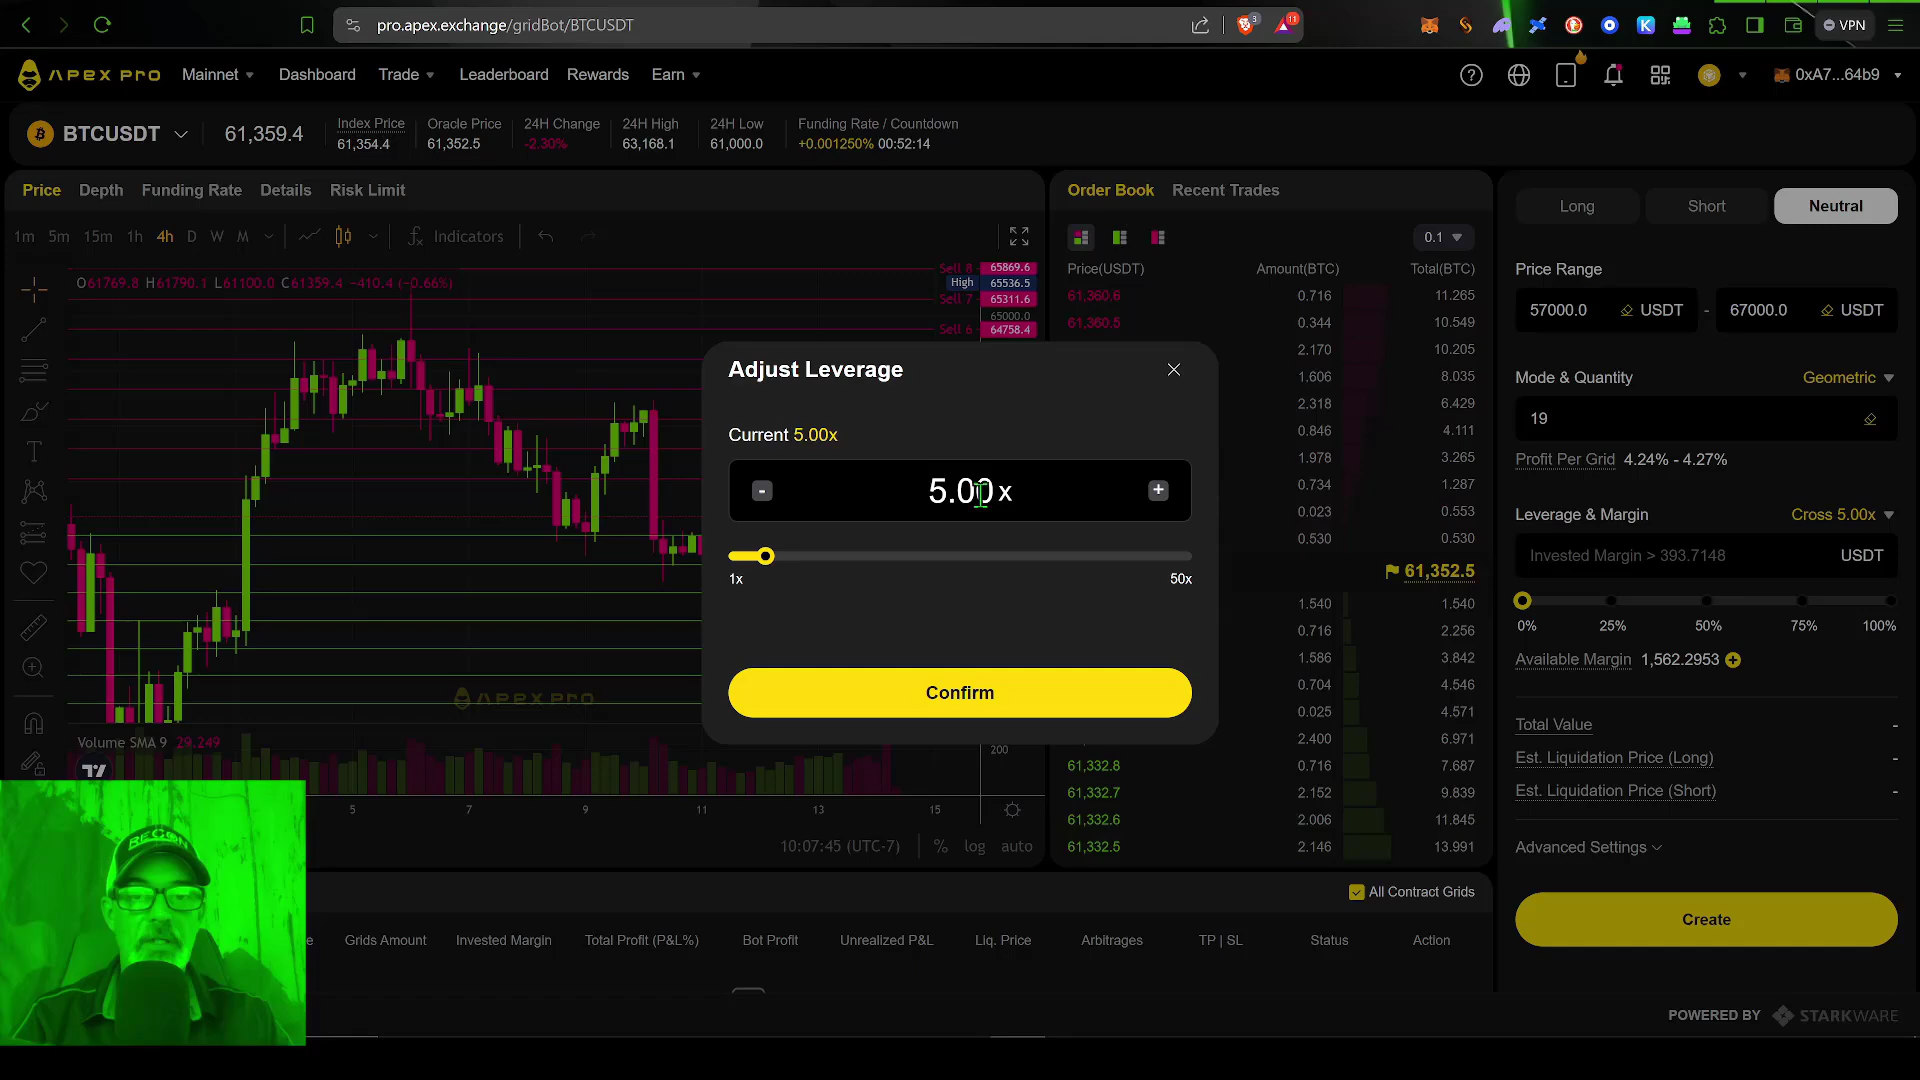 pro.apex.exchange/gridBot/BTCUSDT
3
11
VPN
APEX PRO
Mainnet
Dashboard
Trade
Leaderboard
Rewards
Earn
0xA7...64b9
BTCUSDT
61,359.4
Index Price
61,354.4
Oracle Price
61,352.5
24H Change
-2.30%
24H High
63,168.1
24H Low
61,000.0
Funding Rate / Countdown
+0.001250% 00:52:14
Price
Depth
Funding Rate
Details
Risk Limit
1m 5m 15m 1h 4h D W M
Indicators
O61769.8 H61790.1 L61100.0 C61359.4 -410.4 (-0.66%)
Sell 8 65869.6
High 65536.5
Sell 7 65311.6
65000.0
Sell 6 64758.4
APEX PRO
Volume SMA 9 29.249
200
5 7 9 11 13 15
10:07:45 (UTC-7)
% log auto
Order Book
Recent Trades
0.1
Price(USDT) Amount(BTC) Total(BTC)
61,360.6 0.716 11.265
61,360.5 0.344 10.549
2.170 10.205
1.606 8.035
2.318 6.429
0.846 4.111
1.978 3.265
0.734 1.287
0.023 0.553
0.530 0.530
61,352.5
1.540 1.540
0.716 2.256
1.586 3.842
0.704 4.546
0.025 4.571
2.400 6.971
61,332.8 0.716 7.687
61,332.7 2.152 9.839
61,332.6 2.006 11.845
61,332.5 2.146 13.991
Adjust Leverage
Current 5.00x
- 5.00 x +
1x 50x
Confirm
Long
Short
Neutral
Price Range
57000.0 USDT - 67000.0 USDT
Mode & Quantity
Geometric
19
Profit Per Grid 4.24% - 4.27%
Leverage & Margin
Cross 5.00x
Invested Margin > 393.7148 USDT
0% 25% 50% 75% 100%
Available Margin 1,562.2953
Total Value -
Est. Liquidation Price (Long) -
Est. Liquidation Price (Short) -
Advanced Settings
Create
All Contract Grids
Grids Amount
Invested Margin
Total Profit (P&L%)
Bot Profit
Unrealized P&L
Liq. Price
Arbitrages
TP | SL
Status
Action
POWERED BY STARKWARE
RECON